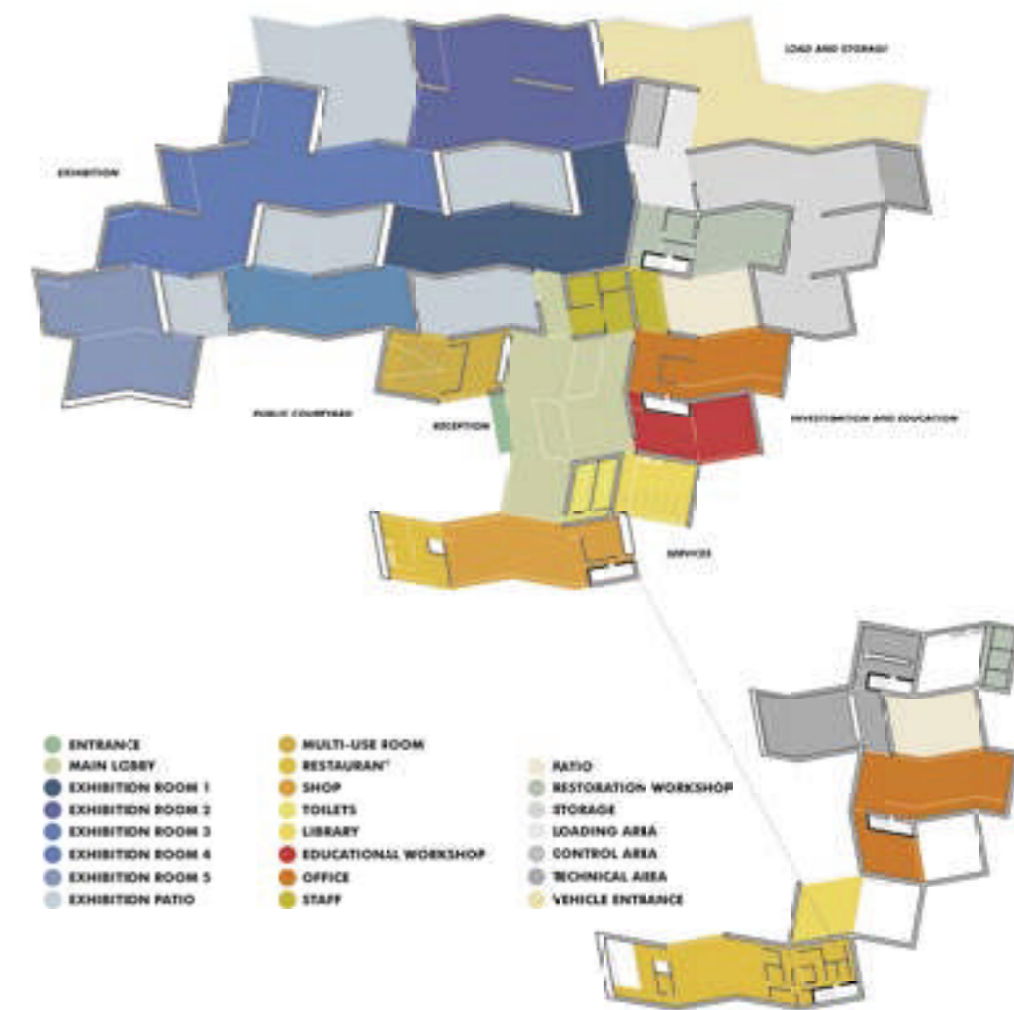 LOAD AND STORAGE
EXHIBITION
PUBLIC COURTYARD
RECEPTION
INVESTIGATION AND EDUCATION
SERVICES
ENTRANCE
MAIN LOBBY
EXHIBITION ROOM 1
EXHIBITION ROOM 2
EXHIBITION ROOM 3
EXHIBITION ROOM 4
EXHIBITION ROOM 5
EXHIBITION PATIO
MULTI-USE ROOM
RESTAURANT
SHOP
TOILETS
LIBRARY
EDUCATIONAL WORKSHOP
OFFICE
STAFF
PATIO
RESTORATION WORKSHOP
STORAGE
LOADING AREA
CONTROL AREA
TECHNICAL AREA
VEHICLE ENTRANCE